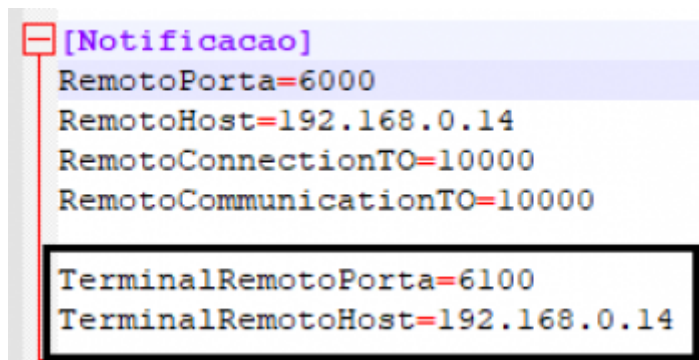 [Notificacao]
RemotoPorta=6000
RemotoHost=192.168.0.14
RemotoConnectionTO=10000
RemotoCommunicationTO=10000
TerminalRemotoPorta=6100
TerminalRemotoHost=192.168.0.14